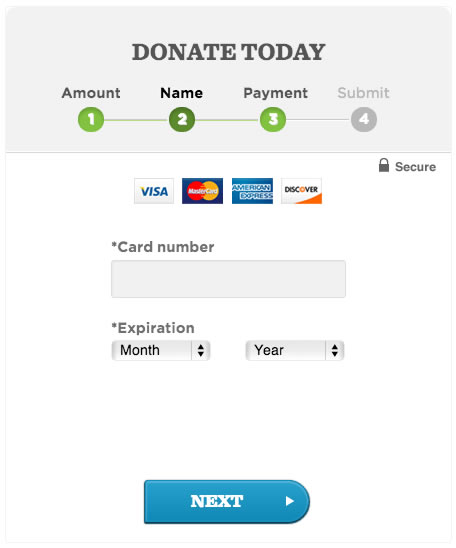 DONATE TODAY
Amount Name Payment Submit
1 2 3 4
Secure
VISA MasterCard AMERICAN EXPRESS DISCOVER
*Card number
*Expiration
Month Year
NEXT